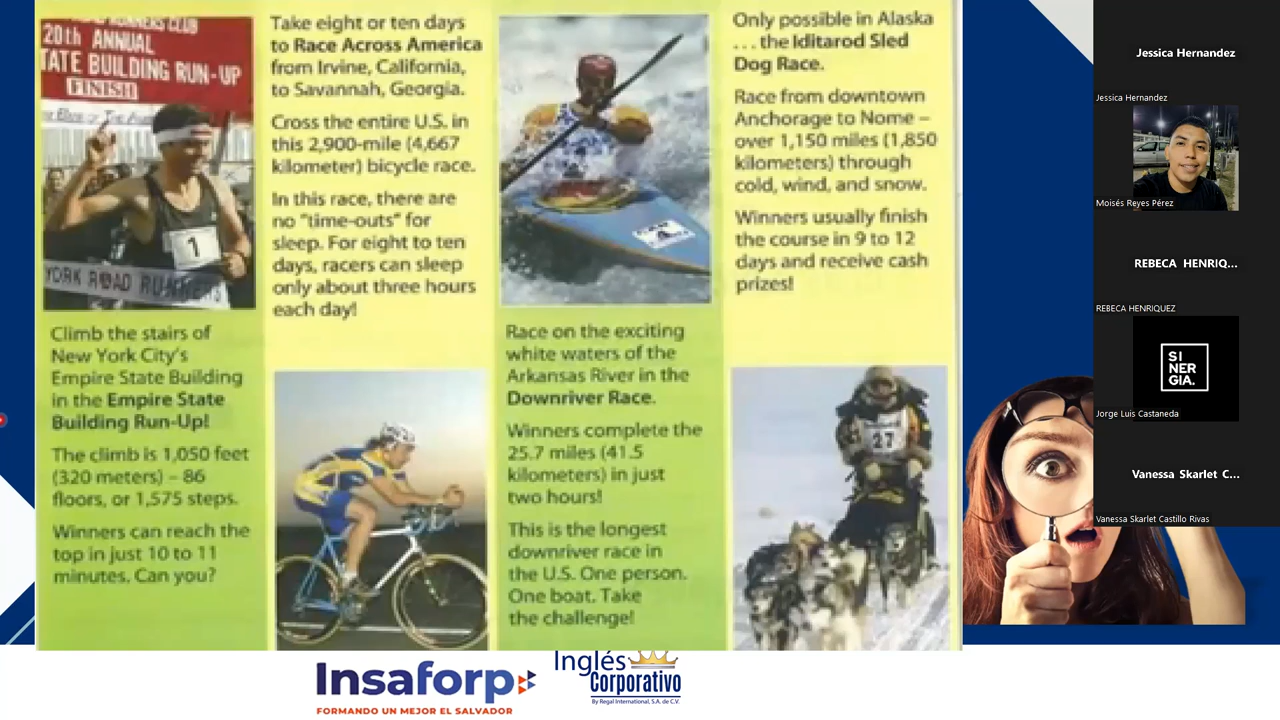 20th ANNUAL
TATE BUILDING RUN-UP
FINISH
1
YORK ROAD RUNNERS
Climb the stairs of
New York City's
Empire State Building
in the Empire State
Building Run-Up!
The climb is 1,050 feet
(320 meters) – 86
floors, or 1,575 steps.
Winners can reach the
top in just 10 to 11
minutes. Can you?
Take eight or ten days
to Race Across America
from Irvine, California,
to Savannah, Georgia.
Cross the entire U.S. in
this 2,900-mile (4,667
kilometer) bicycle race.
In this race, there are
no "time-outs" for
sleep. For eight to ten
days, racers can sleep
only about three hours
each day!
Race on the exciting
white waters of the
Arkansas River in the
Downriver Race.
Winners complete the
25.7 miles (41.5
kilometers) in just
two hours!
This is the longest
downriver race in
the U.S. One person.
One boat. Take
the challenge!
Only possible in Alaska
... the Iditarod Sled
Dog Race.
Race from downtown
Anchorage to Nome –
over 1,150 miles (1,850
kilometers) through
cold, wind, and snow.
Winners usually finish
the course in 9 to 12
days and receive cash
prizes!
27
Jessica Hernandez
Jessica Hernandez
Moisés Reyes Pérez
REBECA HENRIQ...
REBECA HENRIQUEZ
SI
NER
GIA.
Jorge Luis Castaneda
Vanessa Skarlet C...
Vanessa Skarlet Castillo Rivas
Insaforp
FORMANDO UN MEJOR EL SALVADOR
Inglés
Corporativo
By Regal International, S.A. de C.V.